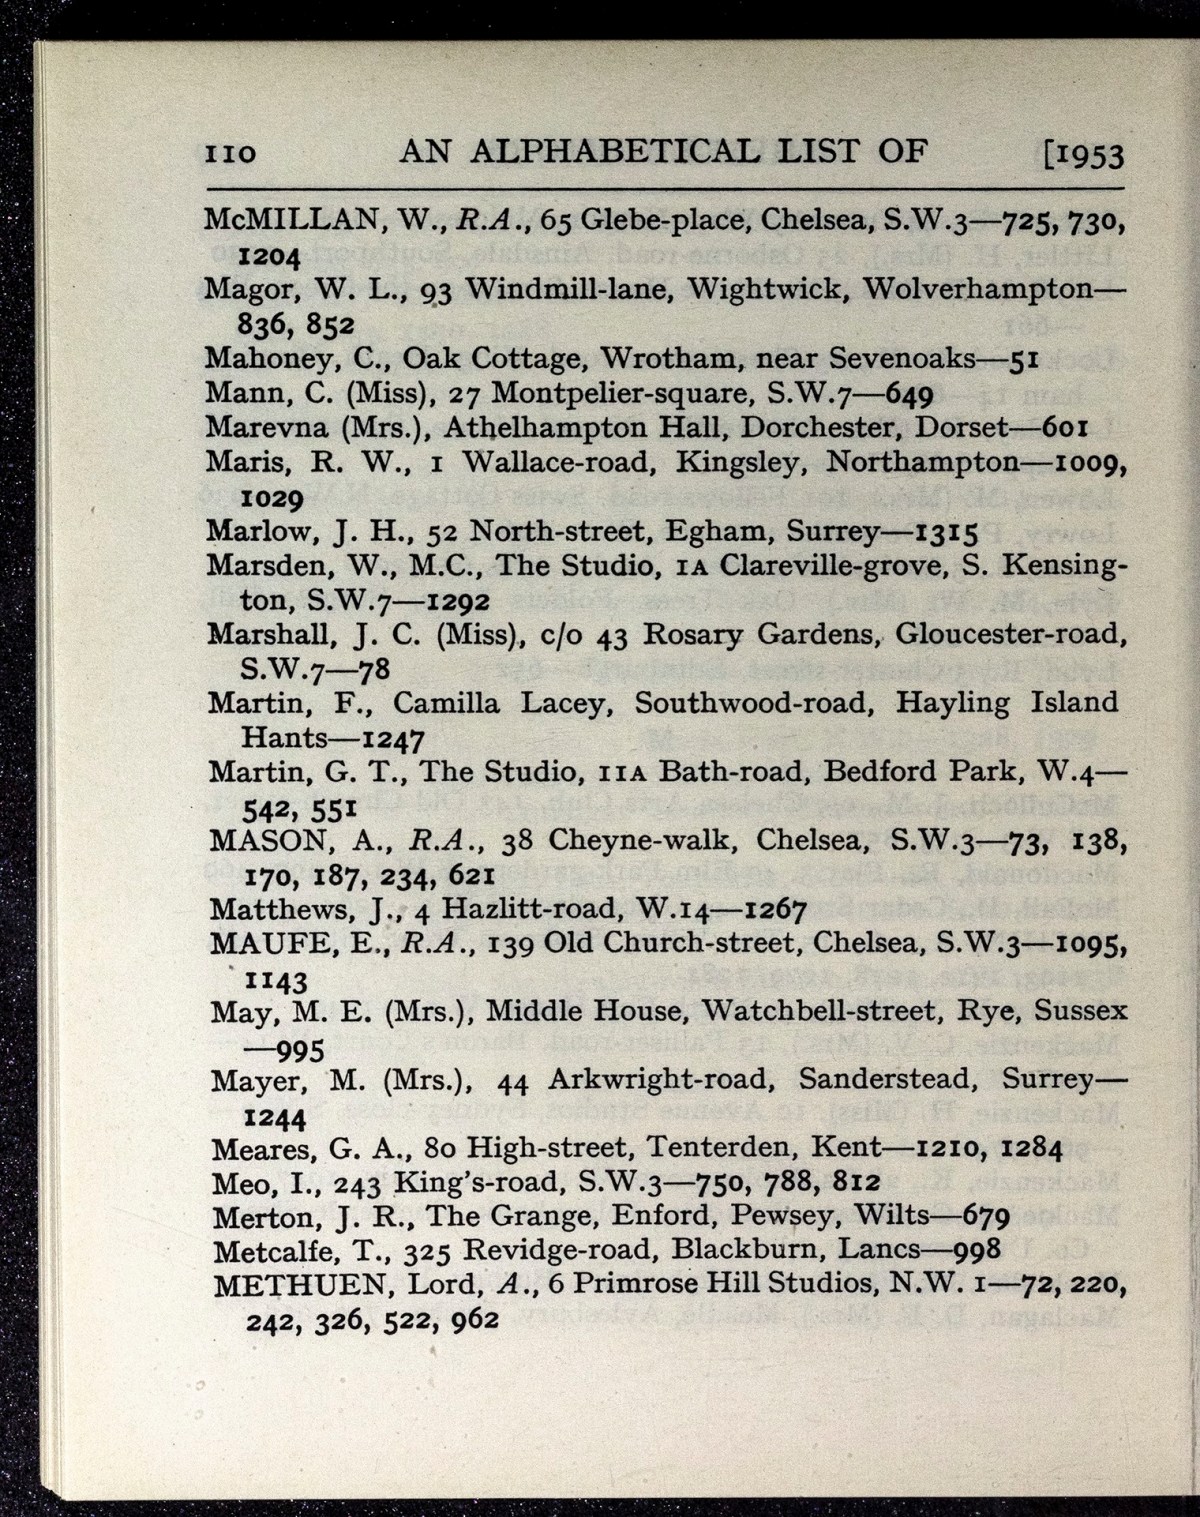 110 AN ALPHABETICAL LIST OF [1953
McMILLAN, W., R.A., 65 Glebe-place, Chelsea, S.W.3—725, 730,
1204
Magor, W. L., 93 Windmill-lane, Wightwick, Wolverhampton—
836, 852
Mahoney, C., Oak Cottage, Wrotham, near Sevenoaks—51
Mann, C. (Miss), 27 Montpelier-square, S.W.7—649
Marevna (Mrs.), Athelhampton Hall, Dorchester, Dorset—601
Maris, R. W., 1 Wallace-road, Kingsley, Northampton—1009,
1029
Marlow, J. H., 52 North-street, Egham, Surrey—1315
Marsden, W., M.C., The Studio, 1A Clareville-grove, S. Kensing-
ton, S.W.7—1292
Marshall, J. C. (Miss), c/o 43 Rosary Gardens, Gloucester-road,
S.W.7—78
Martin, F., Camilla Lacey, Southwood-road, Hayling Island
Hants—1247
Martin, G. T., The Studio, 11A Bath-road, Bedford Park, W.4—
542, 551
MASON, A., R.A., 38 Cheyne-walk, Chelsea, S.W.3—73, 138,
170, 187, 234, 621
Matthews, J., 4 Hazlitt-road, W.14—1267
MAUFE, E., R.A., 139 Old Church-street, Chelsea, S.W.3—1095,
1143
May, M. E. (Mrs.), Middle House, Watchbell-street, Rye, Sussex
—995
Mayer, M. (Mrs.), 44 Arkwright-road, Sanderstead, Surrey—
1244
Meares, G. A., 80 High-street, Tenterden, Kent—1210, 1284
Meo, I., 243 King's-road, S.W.3—750, 788, 812
Merton, J. R., The Grange, Enford, Pewsey, Wilts—679
Metcalfe, T., 325 Revidge-road, Blackburn, Lancs—998
METHUEN, Lord, A., 6 Primrose Hill Studios, N.W. 1—72, 220,
242, 326, 522, 962